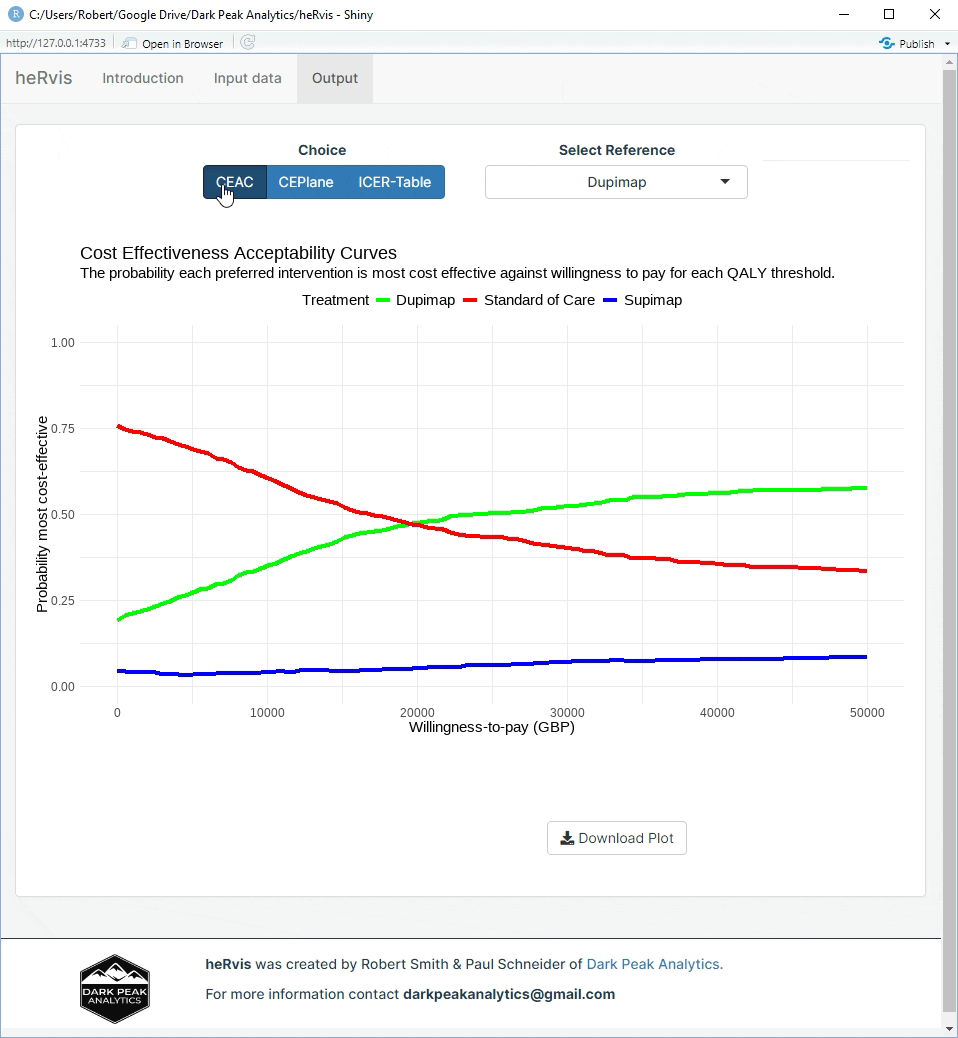 R C:/Users/Robert/Google Drive/Dark Peak Analytics/heRvis - Shiny
http://127.0.0.1:4733 Open in Browser Publish
heRvis Introduction Input data Output
Choice Select Reference
CEAC CEPlane ICER-Table Dupimap
Cost Effectiveness Acceptability Curves
The probability each preferred intervention is most cost effective against willingness to pay for each QALY threshold.
Treatment Dupimap Standard of Care Supimap
Probability most cost-effective
1.00
0.75
0.50
0.25
0.00
0 10000 20000 30000 40000 50000
Willingness-to-pay (GBP)
Download Plot
DARK PEAK
ANALYTICS
heRvis was created by Robert Smith & Paul Schneider of Dark Peak Analytics.
For more information contact darkpeakanalytics@gmail.com